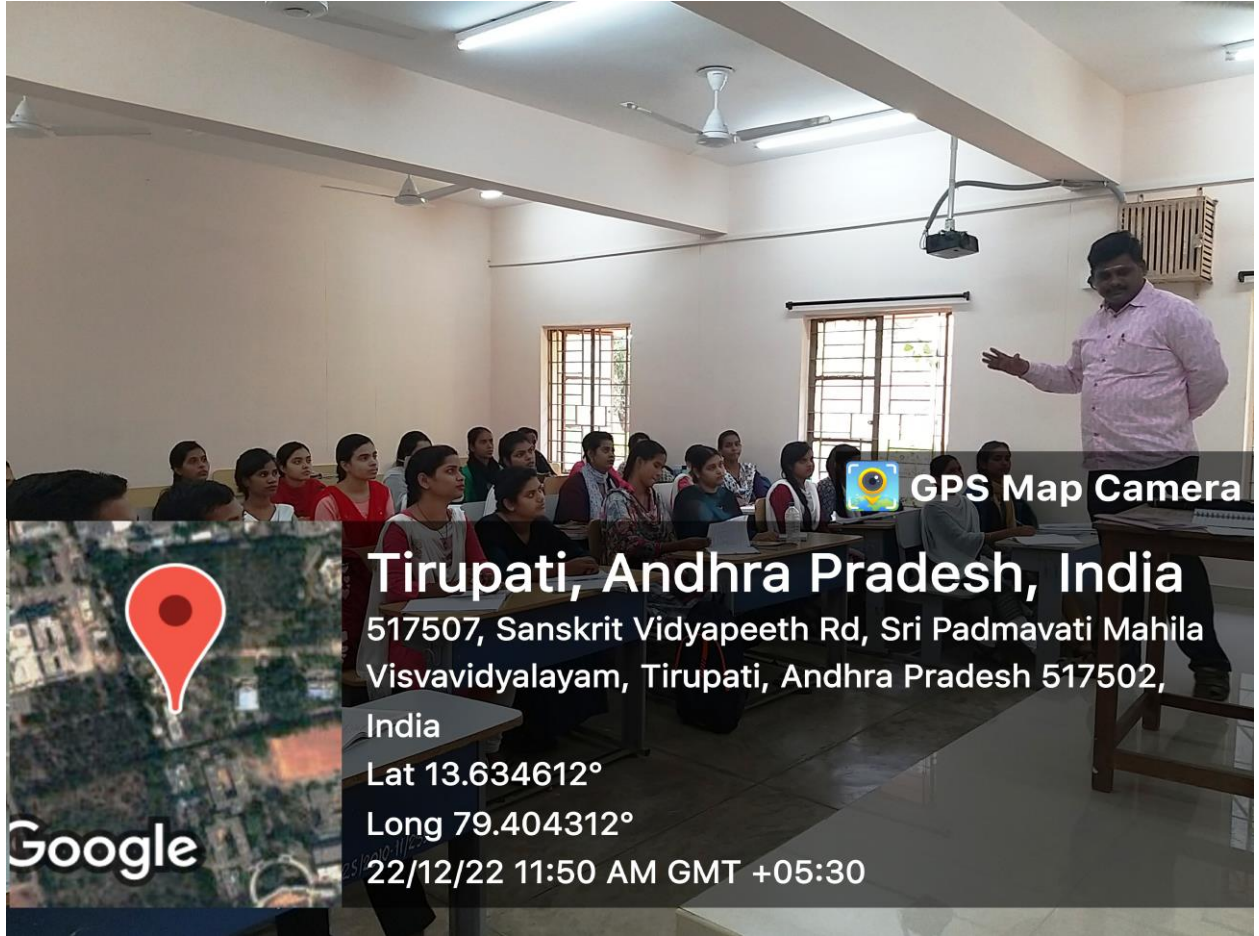 GPS Map Camera
Tirupati, Andhra Pradesh, India
517507, Sanskrit Vidyapeeth Rd, Sri Padmavati Mahila
Visvavidyalayam, Tirupati, Andhra Pradesh 517502,
India
Lat 13.634612°
Long 79.404312°
22/12/22 11:50 AM GMT +05:30
Google